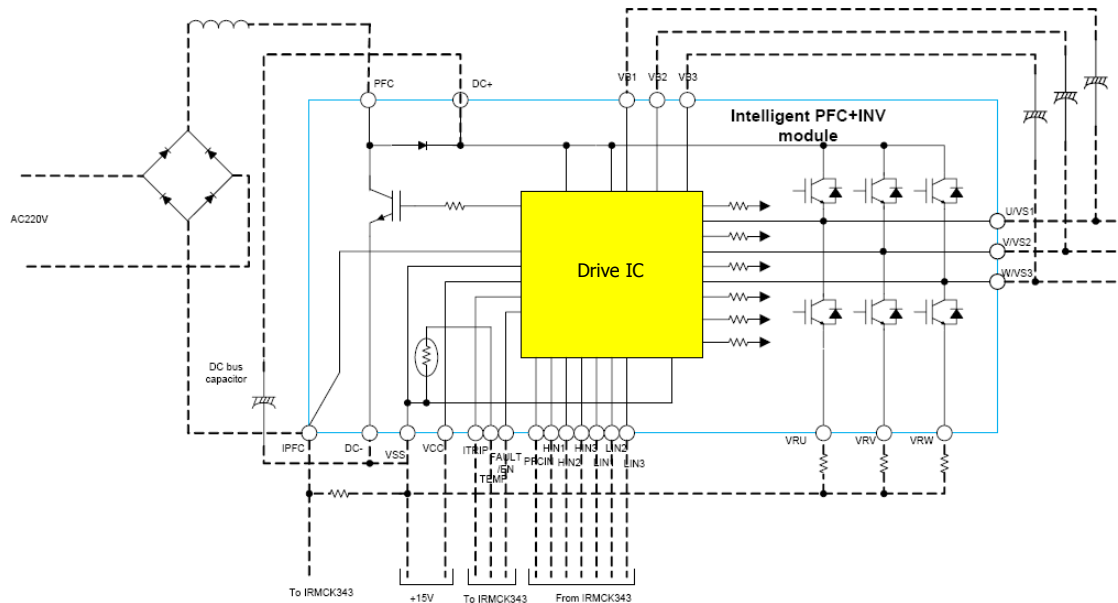 PFC
DC+
VB1
VB2
VB3
Intelligent PFC+INV
module
AC220V
U/VS1
V/VS2
W/VS3
Drive IC
DC bus
capacitor
IPFC
DC-
VSS
VCC
ITRIP
TEMP
FAULT
/EN
PFCIN
HIN1
HIN2
HIN3
LIN1
LIN2
LIN3
VRU
VRV
VRW
To IRMCK343
+15V
To IRMCK343
From IRMCK343